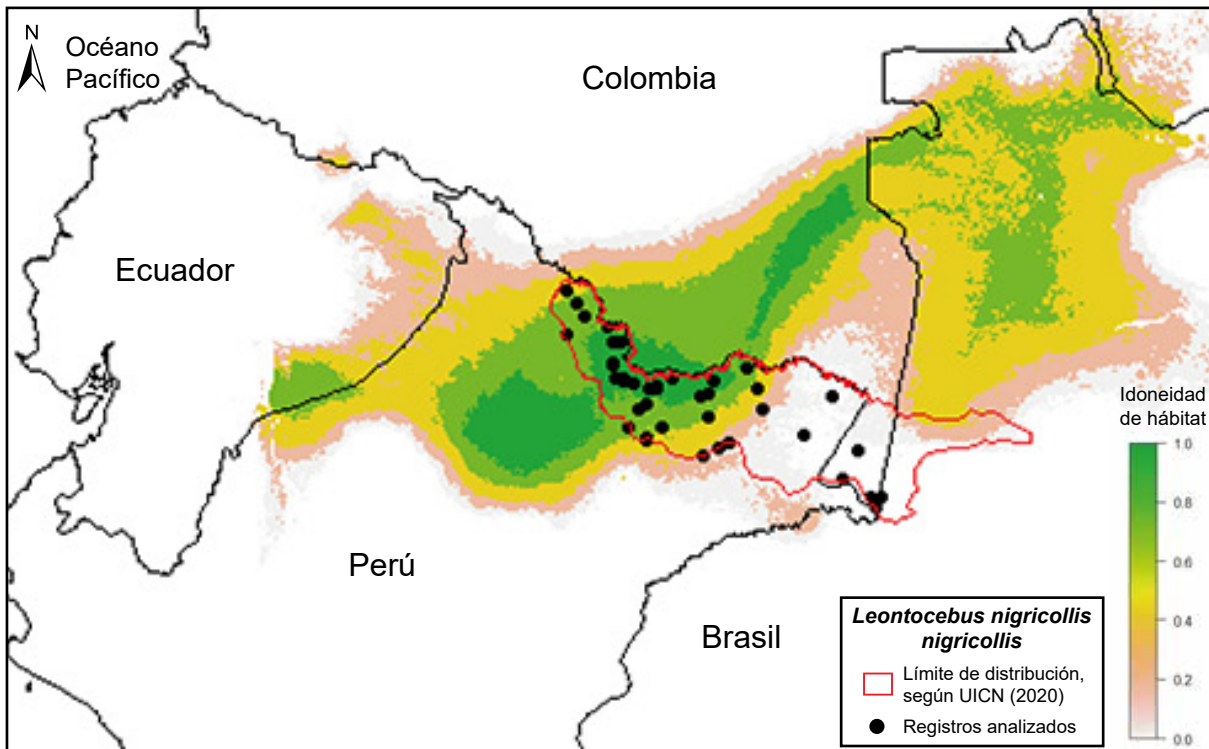 N
Océano
Pacífico
Colombia
Ecuador
Perú
Brasil
Idoneidad
de hábitat
1.0
0.8
0.6
0.4
0.2
0.0
Leontocebus nigricollis
nigricollis
Límite de distribución,
según UICN (2020)
Registros analizados